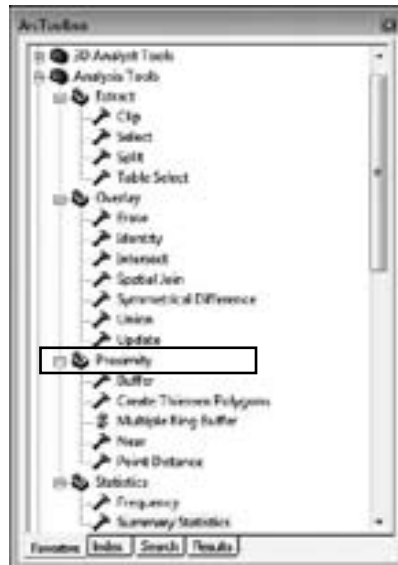 ArcToolbox
3D Analyst Tools
Analysis Tools
Extract
Clip
Select
Split
Table Select
Overlay
Erase
Identity
Intersect
Spatial Join
Symmetrical Difference
Union
Update
Proximity
Buffer
Create Thiessen Polygons
Multiple Ring Buffer
Near
Point Distance
Statistics
Frequency
Summary Statistics
Favorites Index Search Results